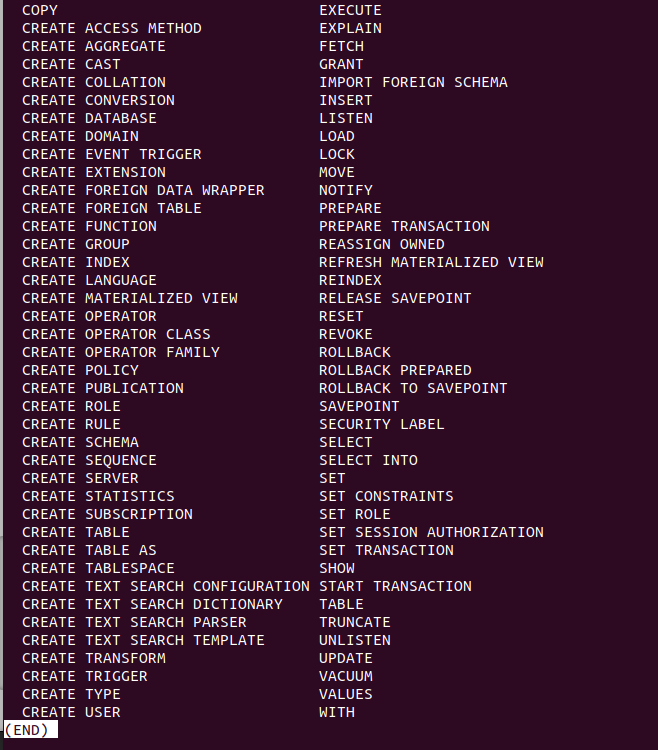 COPY EXECUTE
CREATE ACCESS METHOD EXPLAIN
CREATE AGGREGATE FETCH
CREATE CAST GRANT
CREATE COLLATION IMPORT FOREIGN SCHEMA
CREATE CONVERSION INSERT
CREATE DATABASE LISTEN
CREATE DOMAIN LOAD
CREATE EVENT TRIGGER LOCK
CREATE EXTENSION MOVE
CREATE FOREIGN DATA WRAPPER NOTIFY
CREATE FOREIGN TABLE PREPARE
CREATE FUNCTION PREPARE TRANSACTION
CREATE GROUP REASSIGN OWNED
CREATE INDEX REFRESH MATERIALIZED VIEW
CREATE LANGUAGE REINDEX
CREATE MATERIALIZED VIEW RELEASE SAVEPOINT
CREATE OPERATOR RESET
CREATE OPERATOR CLASS REVOKE
CREATE OPERATOR FAMILY ROLLBACK
CREATE POLICY ROLLBACK PREPARED
CREATE PUBLICATION ROLLBACK TO SAVEPOINT
CREATE ROLE SAVEPOINT
CREATE RULE SECURITY LABEL
CREATE SCHEMA SELECT
CREATE SEQUENCE SELECT INTO
CREATE SERVER SET
CREATE STATISTICS SET CONSTRAINTS
CREATE SUBSCRIPTION SET ROLE
CREATE TABLE SET SESSION AUTHORIZATION
CREATE TABLE AS SET TRANSACTION
CREATE TABLESPACE SHOW
CREATE TEXT SEARCH CONFIGURATION START TRANSACTION
CREATE TEXT SEARCH DICTIONARY TABLE
CREATE TEXT SEARCH PARSER TRUNCATE
CREATE TEXT SEARCH TEMPLATE UNLISTEN
CREATE TRANSFORM UPDATE
CREATE TRIGGER VACUUM
CREATE TYPE VALUES
CREATE USER WITH
(END)